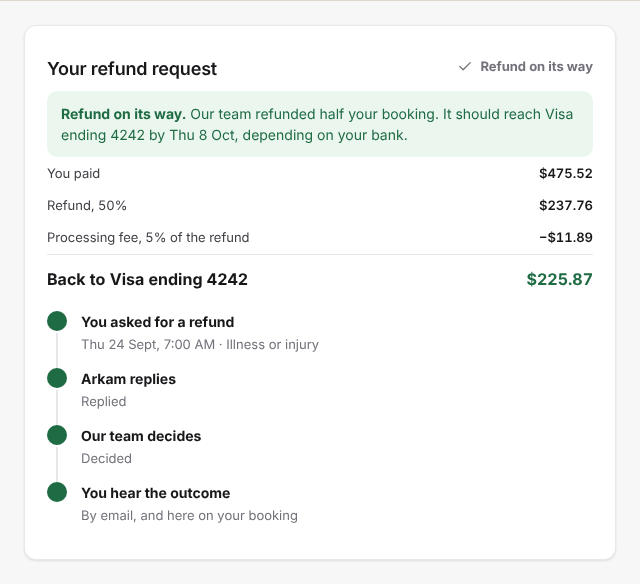 Your refund request
Refund on its way
Refund on its way. Our team refunded half your booking. It should reach Visa
ending 4242 by Thu 8 Oct, depending on your bank.
You paid $475.52
Refund, 50% $237.76
Processing fee, 5% of the refund −$11.89
Back to Visa ending 4242 $225.87
You asked for a refund
Thu 24 Sept, 7:00 AM · Illness or injury
Arkam replies
Replied
Our team decides
Decided
You hear the outcome
By email, and here on your booking